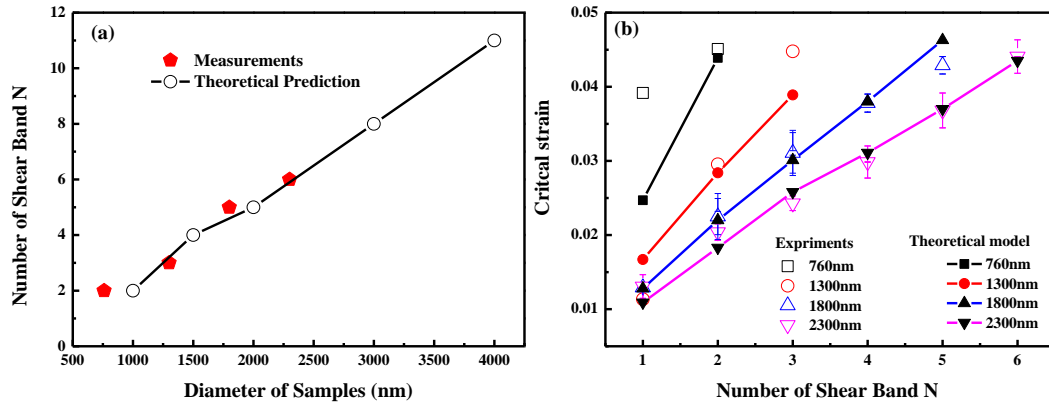 (a)
Measurements
Theoretical Prediction
Number of Shear Band N
12
10
8
6
4
2
0
500 1000 1500 2000 2500 3000 3500 4000
Diameter of Samples (nm)
(b)
Critcal strain
0.05
0.04
0.03
0.02
0.01
Expriments
760nm
1300nm
1800nm
2300nm
Theoretical model
760nm
1300nm
1800nm
2300nm
1 2 3 4 5 6
Number of Shear Band N